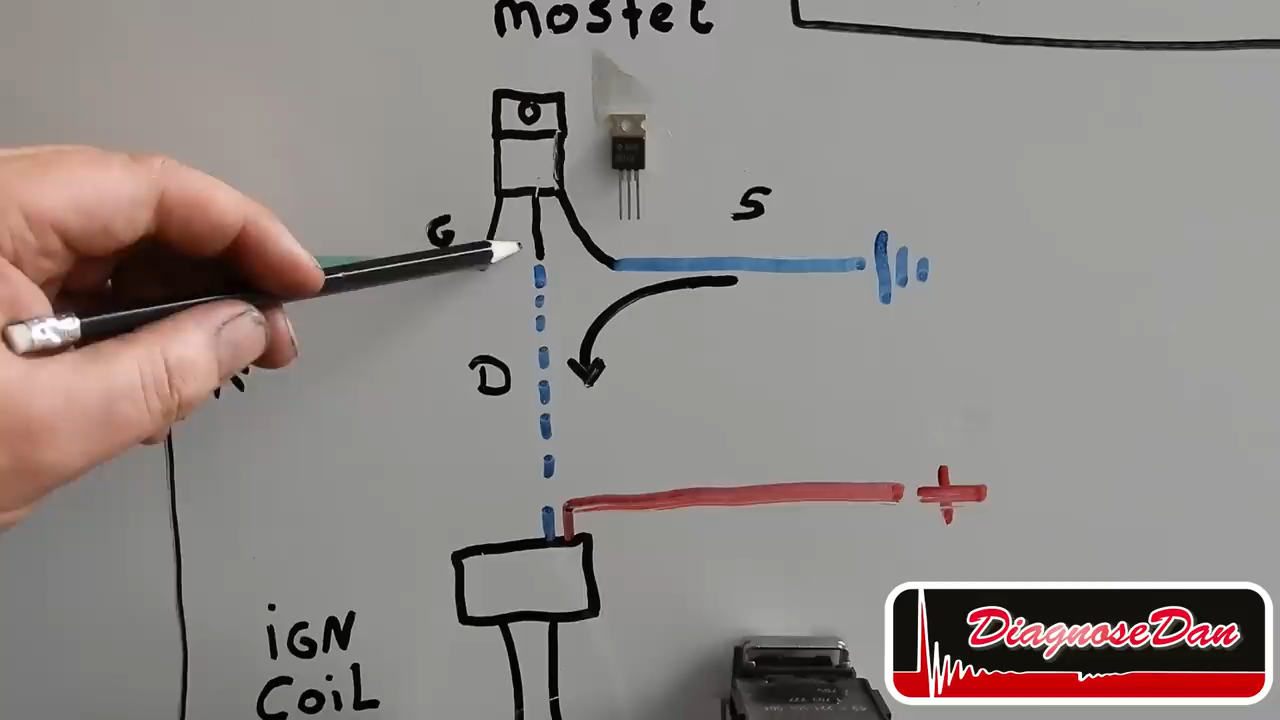 mosfet
G
S
D
+
iGN
CoiL
DiagnoseDan